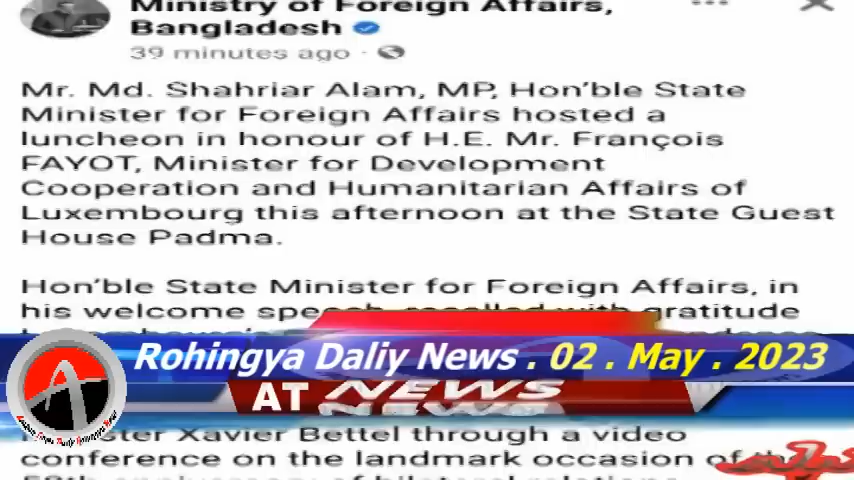 Ministry of Foreign Affairs,
Bangladesh
39 minutes ago
Mr. Md. Shahriar Alam, MP, Hon'ble State
Minister for Foreign Affairs hosted a
luncheon in honour of H.E. Mr. François
FAYOT, Minister for Development
Cooperation and Humanitarian Affairs of
Luxembourg this afternoon at the State Guest
House Padma.
Hon'ble State Minister for Foreign Affairs, in
his welcome speech, recalled with gratitude
Rohingya Daliy News . 02 . May . 2023
AT NEWS
Xavier Bettel through a video
conference on the landmark occasion of the
anniversary of bilateral relations